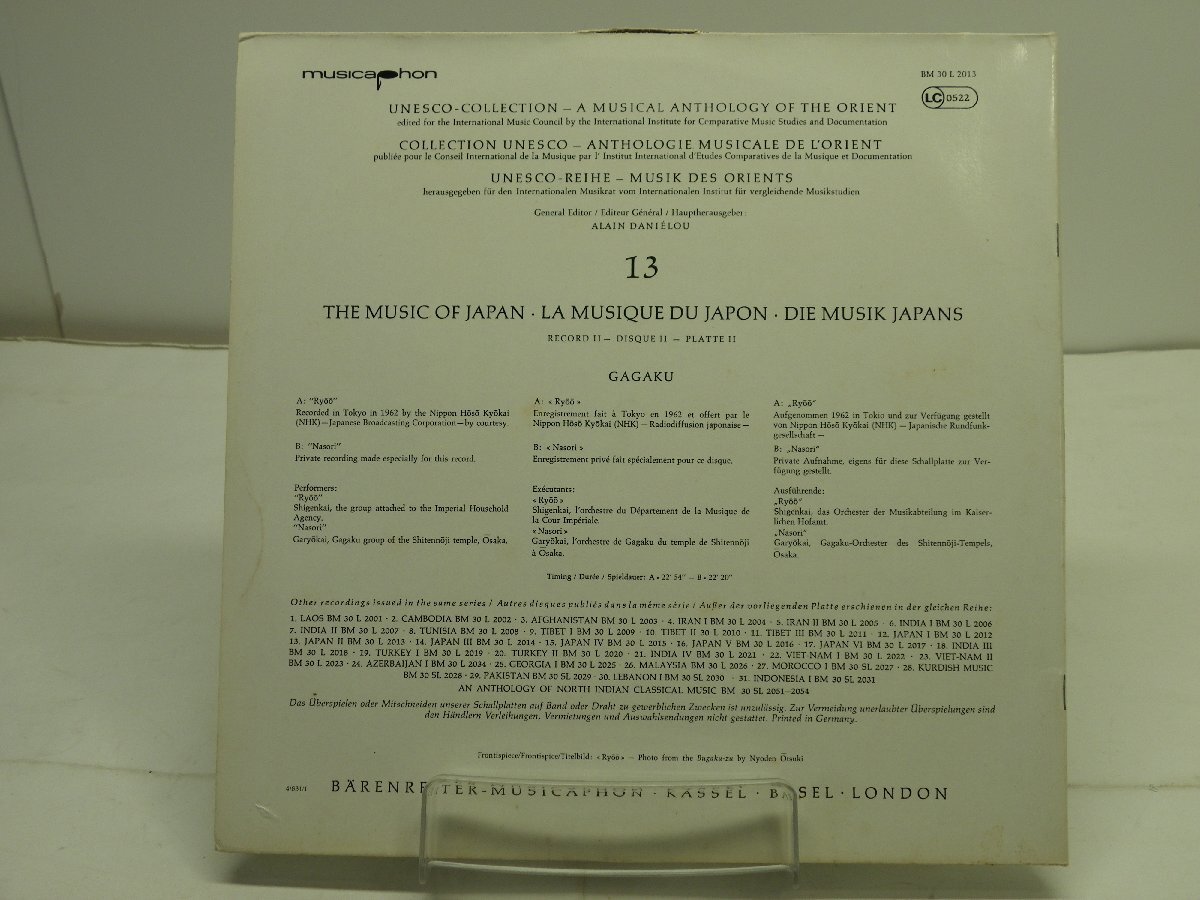 musicaphon
BM 30 L 2013
LC 0522
UNESCO-COLLECTION – A MUSICAL ANTHOLOGY OF THE ORIENT
edited for the International Music Council by the International Institute for Comparative Music Studies and Documentation
COLLECTION UNESCO – ANTHOLOGIE MUSICALE DE L'ORIENT
publiée pour le Conseil International de la Musique par l' Institut International d'Etudes Comparatives de la Musique et Documentation
UNESCO-REIHE – MUSIK DES ORIENTS
herausgegeben für den Internationalen Musikrat vom Internationalen Institut für vergleichende Musikstudien
General Editor / Editeur Général / Hauptherausgeber:
ALAIN DANIÉLOU
13
THE MUSIC OF JAPAN · LA MUSIQUE DU JAPON · DIE MUSIK JAPANS
RECORD II – DISQUE II – PLATTE II
GAGAKU
A: "Ryōō"
Recorded in Tokyo in 1962 by the Nippon Hōsō Kyōkai
(NHK) – Japanese Broadcasting Corporation – by courtesy
B: "Nasori"
Private recording made especially for this record.
Performers:
"Ryōō"
Shigenkai, the group attached to the Imperial Household
Agency.
"Nasori"
Garyōkai, Gagaku group of the Shitennōji temple, Osaka.
A: « Ryōō »
Enregistrement fait à Tokyo en 1962 et offert par le
Nippon Hōsō Kyōkai (NHK) – Radiodiffusion japonaise –
B: « Nasori »
Enregistrement privé fait spécialement pour ce disque.
Exécutants:
« Ryōō »
Shigenkai, l'orchestre du Département de la Musique de
la Cour Impériale.
« Nasori »
Garyōkai, l'orchestre de Gagaku du temple de Shitennōji
à Ōsaka.
A: „Ryōō"
Aufgenommen 1962 in Tokio und zur Verfügung gestellt
von Nippon Hōsō Kyōkai (NHK) – Japanische Rundfunk-
gesellschaft –
B: „Nasori"
Private Aufnahme, eigens für diese Schallplatte zur Ver-
fügung gestellt.
Ausführende:
„Ryōō"
Shigenkai, das Orchester der Musikabteilung im Kaiser-
lichen Hofamt.
„Nasori"
Garyōkai, Gagaku-Orchester des Shitennōji-Tempels,
Osaka.
Timing / Durée / Spieldauer: A = 22' 54" – B = 22' 20"
Other recordings issued in the same series / Autres disques publiés dans la même série / Außer der vorliegenden Platte erschienen in der gleichen Reihe:
1. LAOS BM 30 L 2001 · 2. CAMBODIA BM 30 L 2002 · 3. AFGHANISTAN BM 30 L 2003 · 4. IRAN I BM 30 L 2004 · 5. IRAN II BM 30 L 2005 · 6. INDIA I BM 30 L 2006
7. INDIA II BM 30 L 2007 · 8. TUNISIA BM 30 L 2008 · 9. TIBET I BM 30 L 2009 · 10. TIBET II 30 L 2010 · 11. TIBET III BM 30 L 2011 · 12. JAPAN I BM 30 L 2012
13. JAPAN II BM 30 L 2013 · 14. JAPAN III BM 30 L 2014 · 15. JAPAN IV BM 30 L 2015 · 16. JAPAN V BM 30 L 2016 · 17. JAPAN VI BM 30 L 2017 · 18. INDIA III
BM 30 L 2018 · 19. TURKEY I BM 30 L 2019 · 20. TURKEY II BM 30 L 2020 · 21. INDIA IV BM 30 L 2021 · 22. VIET-NAM I BM 30 L 2022 · 23. VIET-NAM II
BM 30 L 2023 · 24. AZERBAIJAN I BM 30 L 2024 · 25. GEORGIA I BM 30 L 2025 · 26. MALAYSIA BM 30 L 2026 · 27. MOROCCO I BM 30 SL 2027 · 28. KURDISH MUSIC
BM 30 SL 2028 · 29. PAKISTAN BM 30 SL 2029 · 30. LEBANON I BM 30 SL 2030 · 31. INDONESIA I BM 30 SL 2031
AN ANTHOLOGY OF NORTH INDIAN CLASSICAL MUSIC BM 30 SL 2051–2054
Das Überspielen oder Mitschneiden unserer Schallplatten auf Band oder Draht zu gewerblichen Zwecken ist unzulässig. Zur Vermeidung unerlaubter Überspielungen sind
den Händlern Verleihungen, Vermietungen und Auswahlsendungen nicht gestattet. Printed in Germany.
Frontispiece/Frontispice/Titelbild: « Ryōō » – Photo from the Bugaku-zu by Nyoden Ōtsuki
BÄRENREITER-MUSICAPHON · KASSEL · BASEL · LONDON